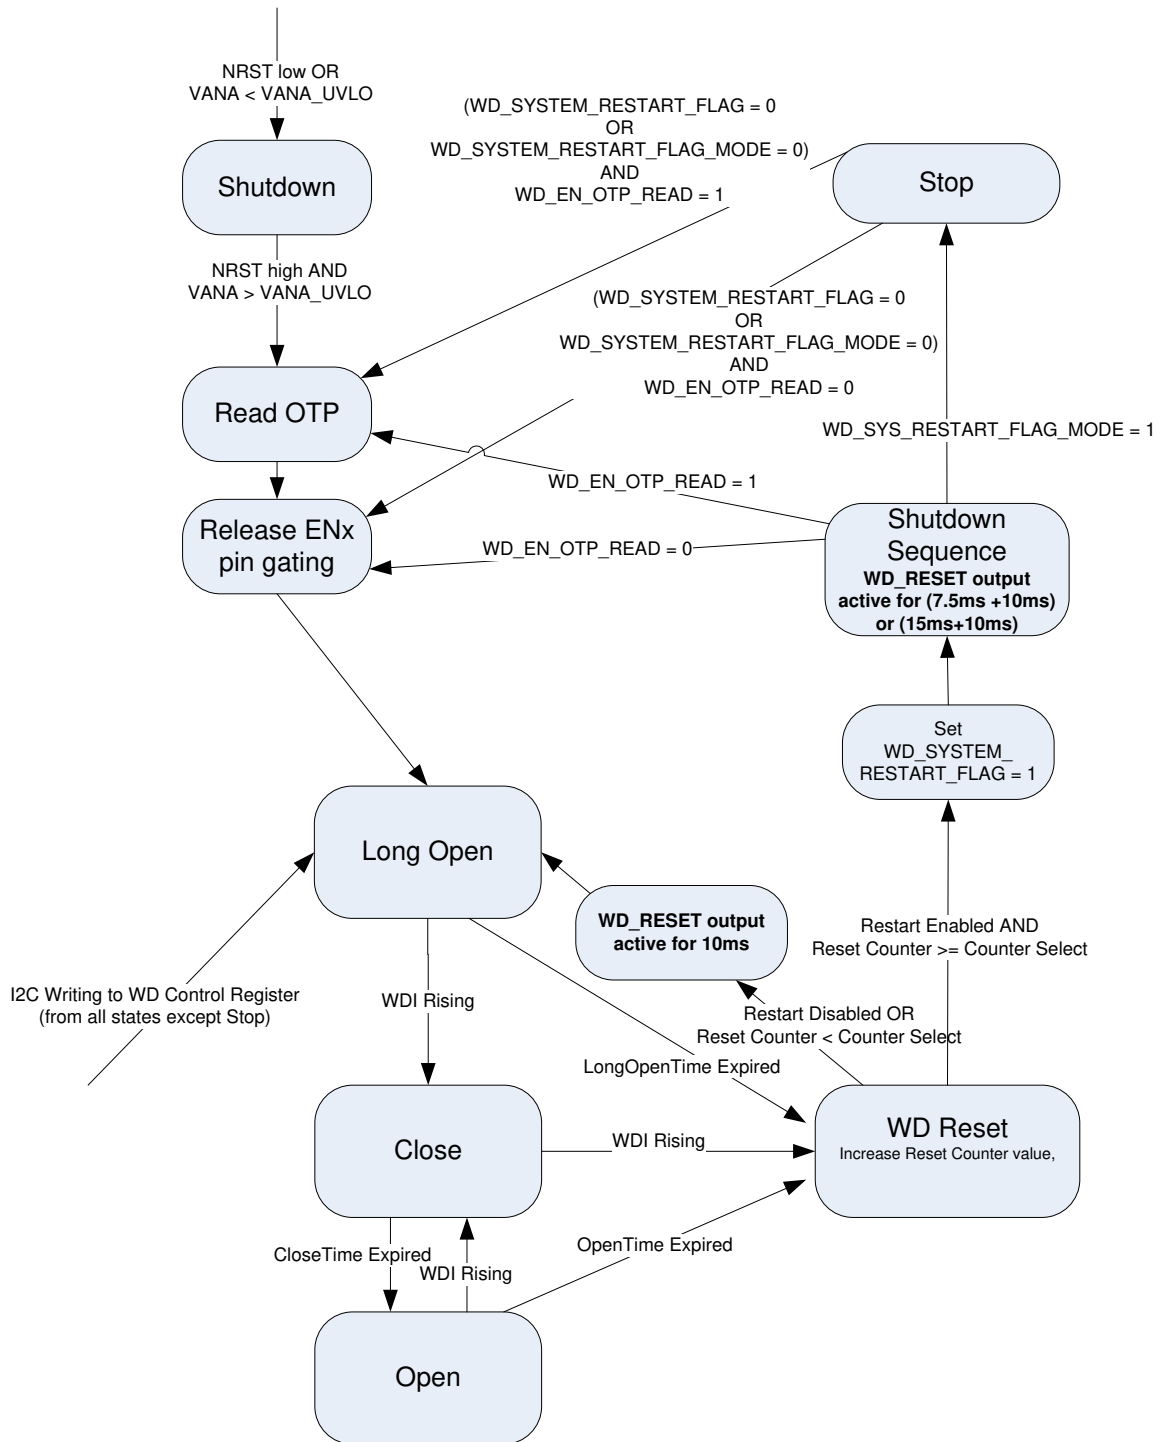 NRST low OR
VANA < VANA_UVLO
Shutdown
NRST high AND
VANA > VANA_UVLO
(WD_SYSTEM_RESTART_FLAG = 0
OR
WD_SYSTEM_RESTART_FLAG_MODE = 0)
AND
WD_EN_OTP_READ = 1
Stop
(WD_SYSTEM_RESTART_FLAG = 0
OR
WD_SYSTEM_RESTART_FLAG_MODE = 0)
AND
WD_EN_OTP_READ = 0
Read OTP
WD_SYS_RESTART_FLAG_MODE = 1
WD_EN_OTP_READ = 1
Release ENx
pin gating
WD_EN_OTP_READ = 0
Shutdown
Sequence
WD_RESET output
active for (7.5ms +10ms)
or (15ms+10ms)
Set
WD_SYSTEM_
RESTART_FLAG = 1
Long Open
WD_RESET output
active for 10ms
Restart Enabled AND
Reset Counter >= Counter Select
I2C Writing to WD Control Register
(from all states except Stop)
WDI Rising
Restart Disabled OR
Reset Counter < Counter Select
LongOpenTime Expired
Close
WDI Rising
WD Reset
Increase Reset Counter value,
CloseTime Expired
WDI Rising
OpenTime Expired
Open